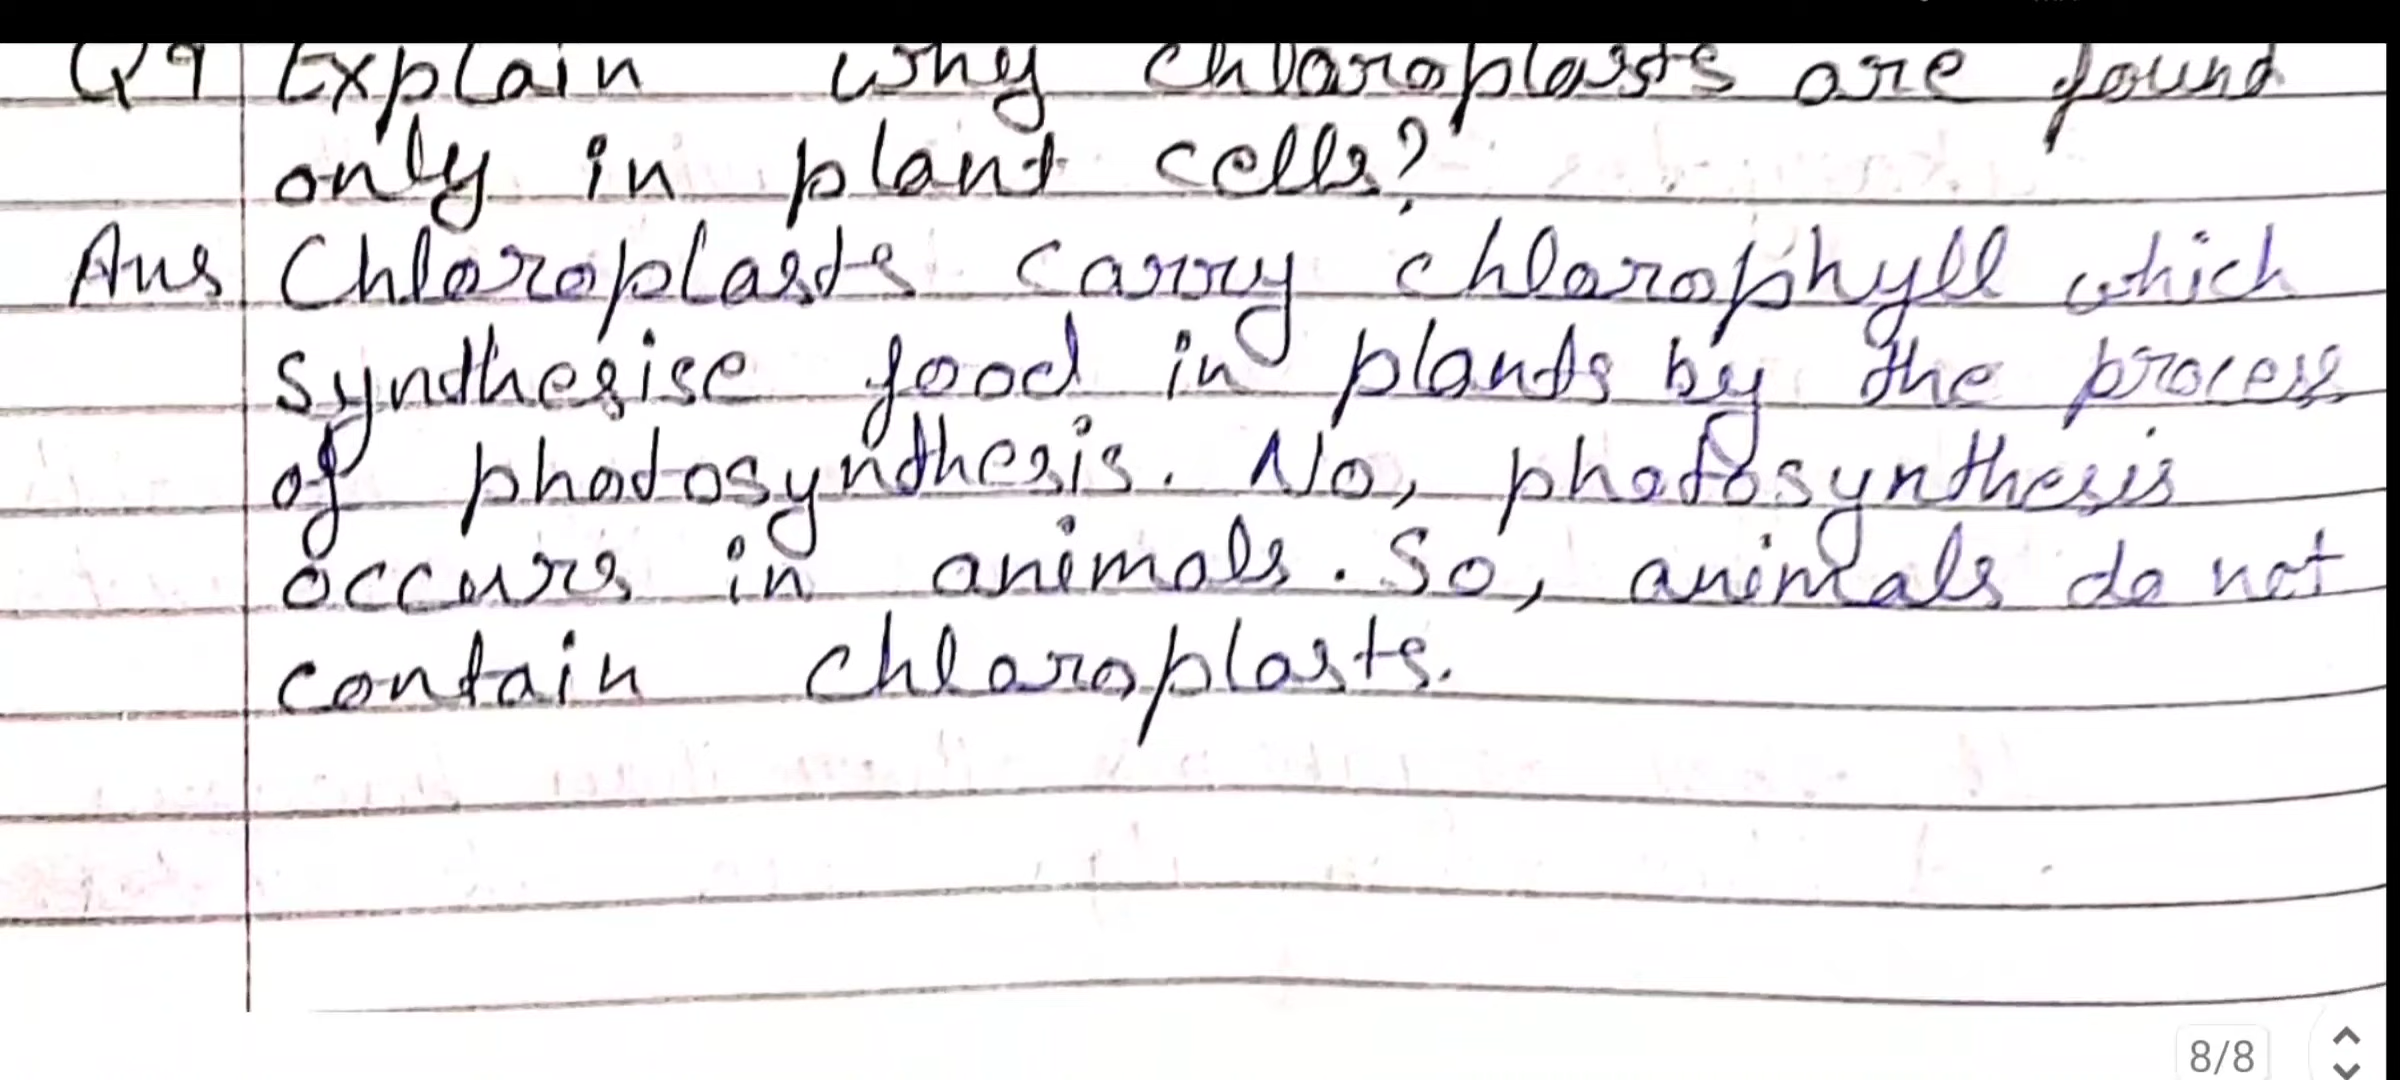 Q9 Explain why chloroplasts are found
only in plant cells?
Ans Chloroplasts carry chlorophyll which
synthesise food in plants by the process
of photosynthesis. No, photosynthesis
occurs in animals. So, animals do not
contain chloroplasts.
8/8